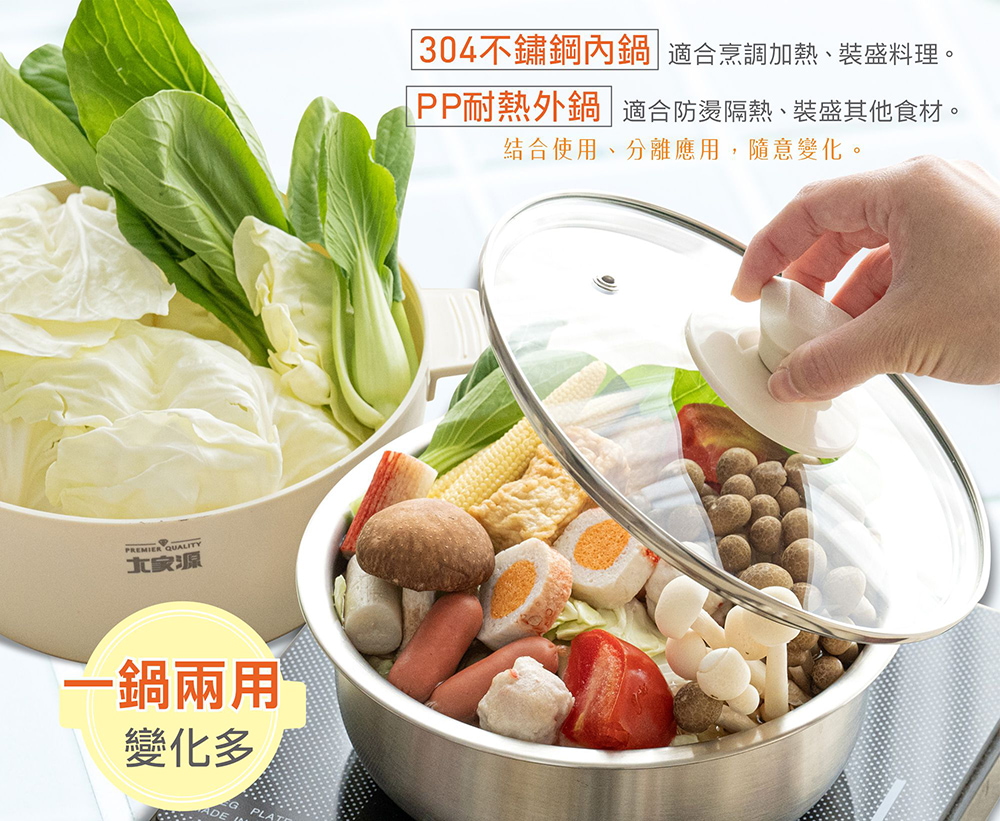 304不鏽鋼內鍋 適合烹調加熱、裝盛料理。
PP耐熱外鍋 適合防燙隔熱、裝盛其他食材。
結合使用、分離應用，隨意變化。
PREMIER QUALITY
大家源
一鍋兩用
變化多